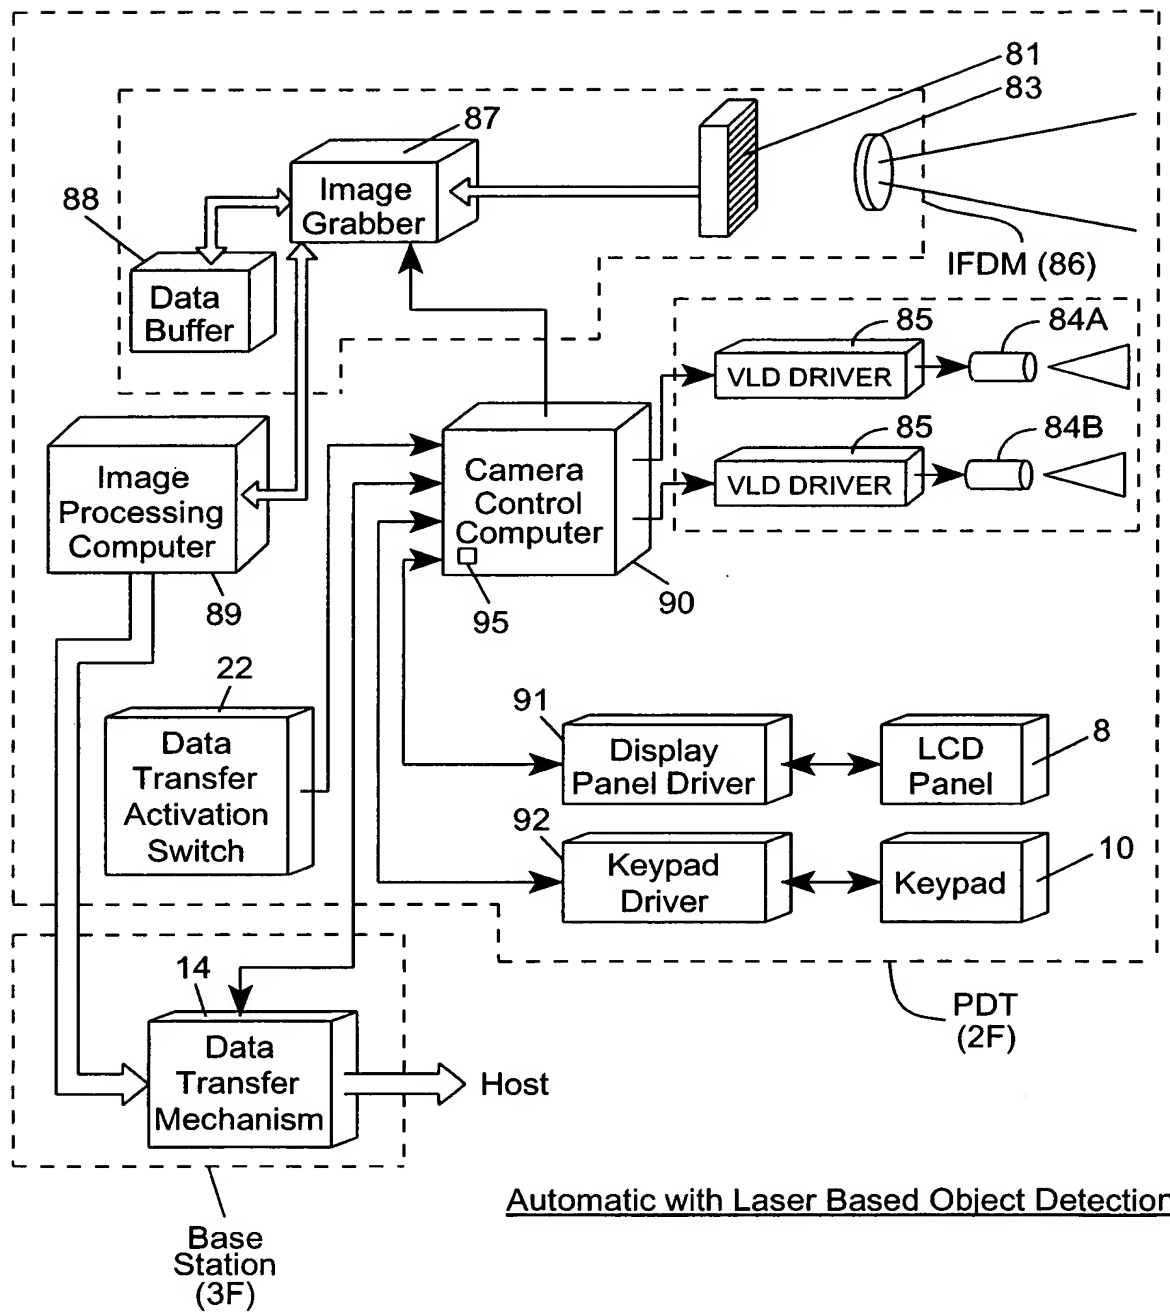 81
83
87
Image
Grabber
88
Data
Buffer
IFDM (86)
85
84A
VLD DRIVER
85
84B
VLD DRIVER
Image
Processing
Computer
89
Camera
Control
Computer
95
90
22
Data
Transfer
Activation
Switch
91
Display
Panel Driver
LCD
Panel
8
92
Keypad
Driver
Keypad
10
14
Data
Transfer
Mechanism
Host
PDT
(2F)
Base
Station
(3F)
Automatic with Laser Based Object Detection